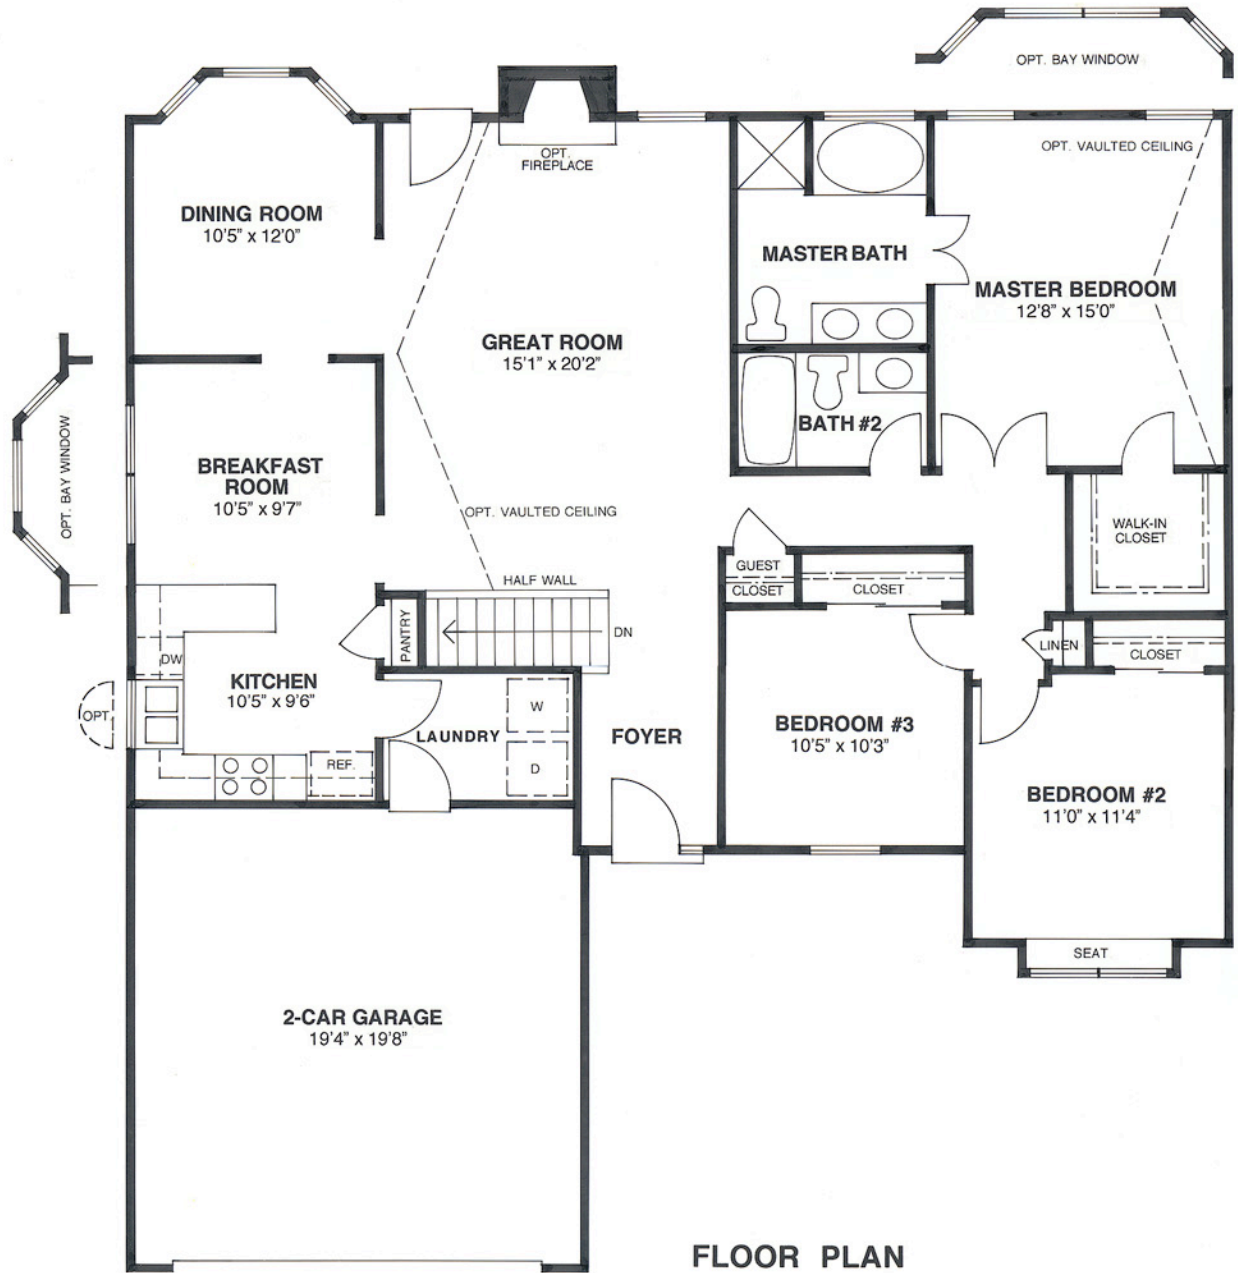 OPT. BAY WINDOW
OPT. VAULTED CEILING
OPT.
FIREPLACE
DINING ROOM
10'5" x 12'0"
MASTER BATH
MASTER BEDROOM
12'8" x 15'0"
GREAT ROOM
15'1" x 20'2"
OPT. BAY WINDOW
BATH #2
BREAKFAST
ROOM
10'5" x 9'7"
OPT. VAULTED CEILING
WALK-IN
CLOSET
HALF WALL
GUEST
CLOSET
CLOSET
PANTRY
DN
LINEN
CLOSET
DW
KITCHEN
10'5" x 9'6"
OPT.
W
LAUNDRY
FOYER
BEDROOM #3
10'5" x 10'3"
REF.
D
BEDROOM #2
11'0" x 11'4"
SEAT
2-CAR GARAGE
19'4" x 19'8"
FLOOR PLAN